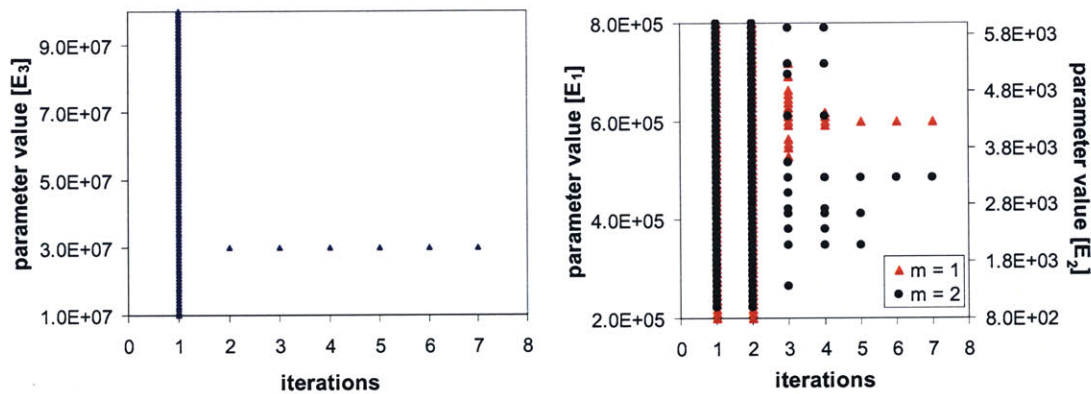 parameter value [E3]
9.0E+07
7.0E+07
5.0E+07
3.0E+07
1.0E+07
0 1 2 3 4 5 6 7 8
iterations
parameter value [E1]
8.0E+05
6.0E+05
4.0E+05
2.0E+05
0 1 2 3 4 5 6 7 8
iterations
5.8E+03
4.8E+03
3.8E+03
2.8E+03
1.8E+03
8.0E+02
parameter value [E2]
m = 1
m = 2